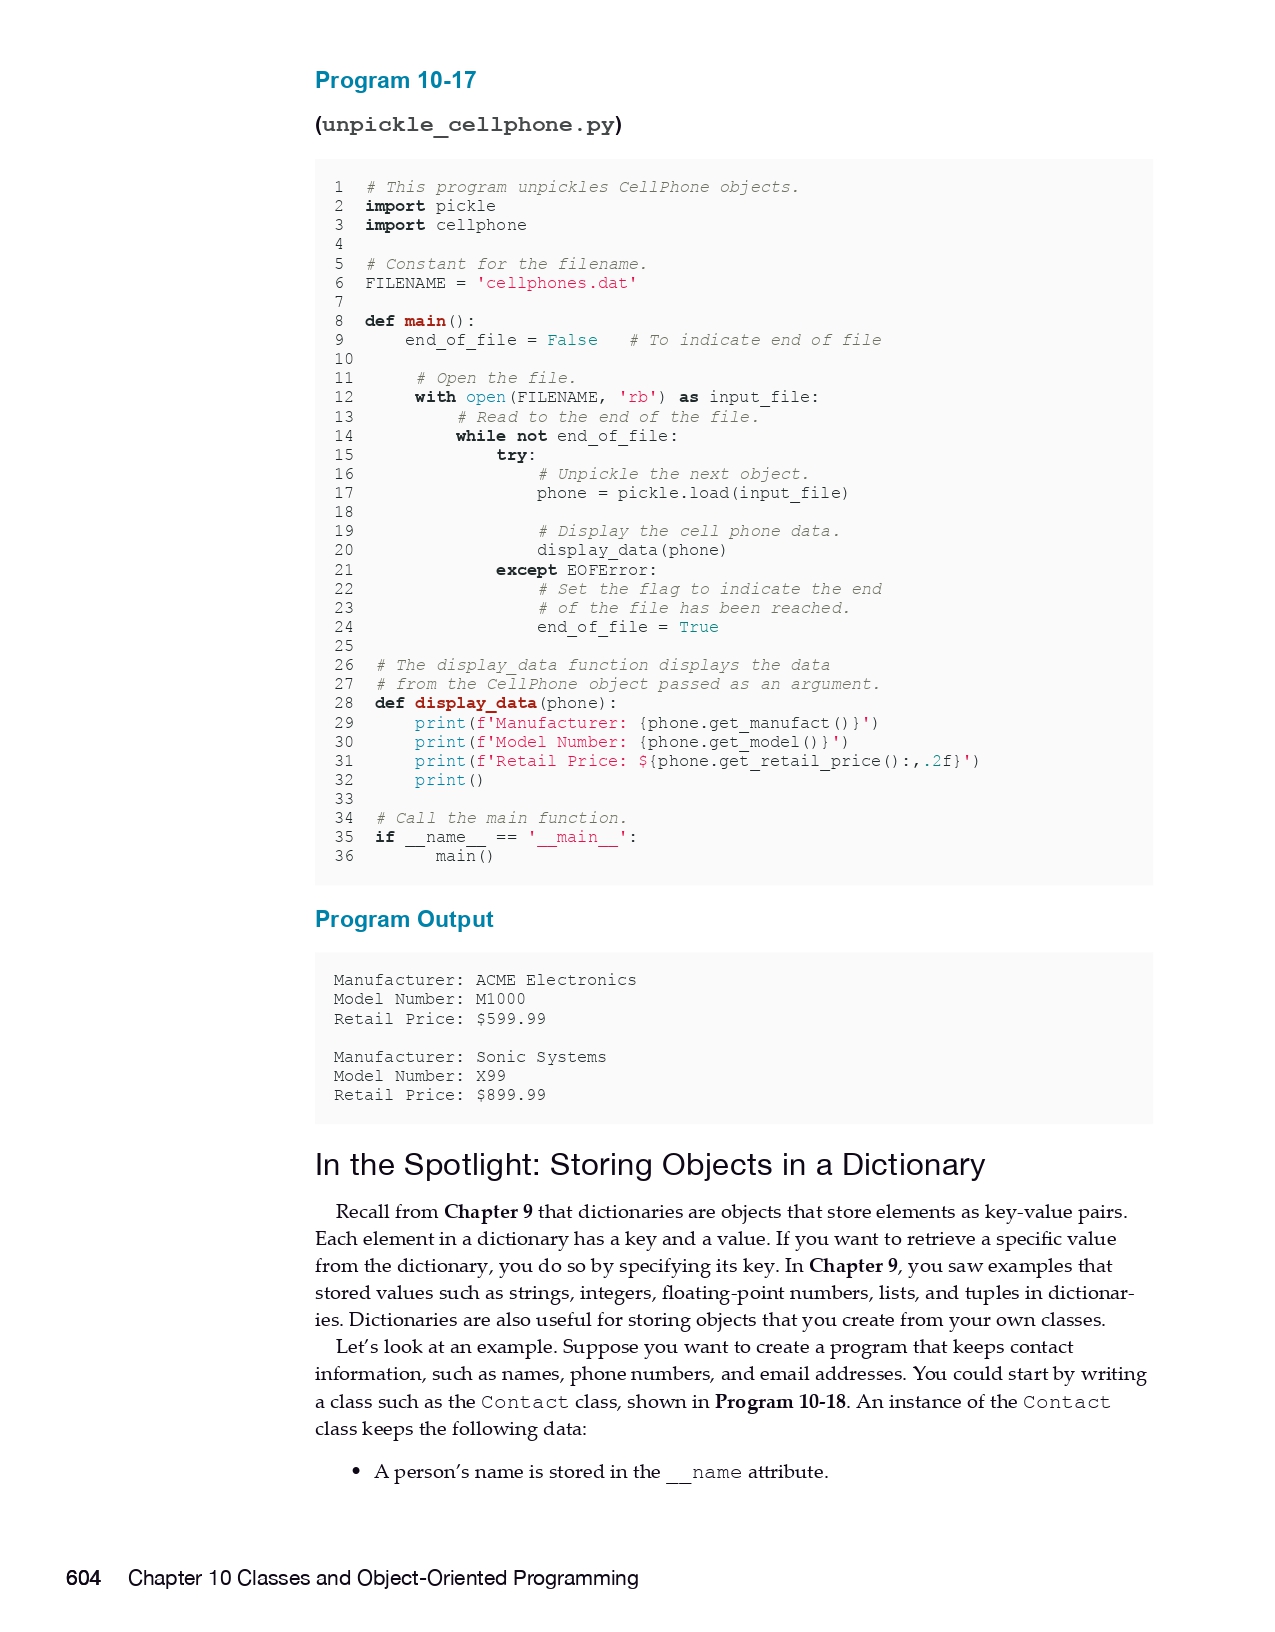 Program 10-17
(unpickle_cellphone.py)
1  # This program unpickles CellPhone objects.
2  import pickle
3  import cellphone
4
5  # Constant for the filename.
6  FILENAME = 'cellphones.dat'
7
8  def main():
9      end_of_file = False   # To indicate end of file
10
11      # Open the file.
12      with open(FILENAME, 'rb') as input_file:
13          # Read to the end of the file.
14          while not end_of_file:
15              try:
16                  # Unpickle the next object.
17                  phone = pickle.load(input_file)
18
19                  # Display the cell phone data.
20                  display_data(phone)
21              except EOFError:
22                  # Set the flag to indicate the end
23                  # of the file has been reached.
24                  end_of_file = True
25
26  # The display_data function displays the data
27  # from the CellPhone object passed as an argument.
28  def display_data(phone):
29      print(f'Manufacturer: {phone.get_manufact()}')
30      print(f'Model Number: {phone.get_model()}')
31      print(f'Retail Price: ${phone.get_retail_price():,.2f}')
32      print()
33
34  # Call the main function.
35  if __name__ == '__main__':
36        main()
Program Output
Manufacturer: ACME Electronics
Model Number: M1000
Retail Price: $599.99
Manufacturer: Sonic Systems
Model Number: X99
Retail Price: $899.99
In the Spotlight: Storing Objects in a Dictionary
Recall from Chapter 9 that dictionaries are objects that store elements as key-value pairs.
Each element in a dictionary has a key and a value. If you want to retrieve a specific value
from the dictionary, you do so by specifying its key. In Chapter 9, you saw examples that
stored values such as strings, integers, floating-point numbers, lists, and tuples in dictionar-
ies. Dictionaries are also useful for storing objects that you create from your own classes.
Let's look at an example. Suppose you want to create a program that keeps contact
information, such as names, phone numbers, and email addresses. You could start by writing
a class such as the Contact class, shown in Program 10-18. An instance of the Contact
class keeps the following data:
• A person's name is stored in the __name attribute.
604 Chapter 10 Classes and Object-Oriented Programming